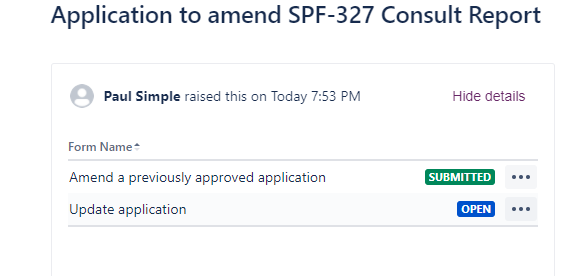 Application to amend SPF-327 Consult Report
Paul Simple raised this on Today 7:53 PM Hide details
Form Name
Amend a previously approved application SUBMITTED
Update application OPEN